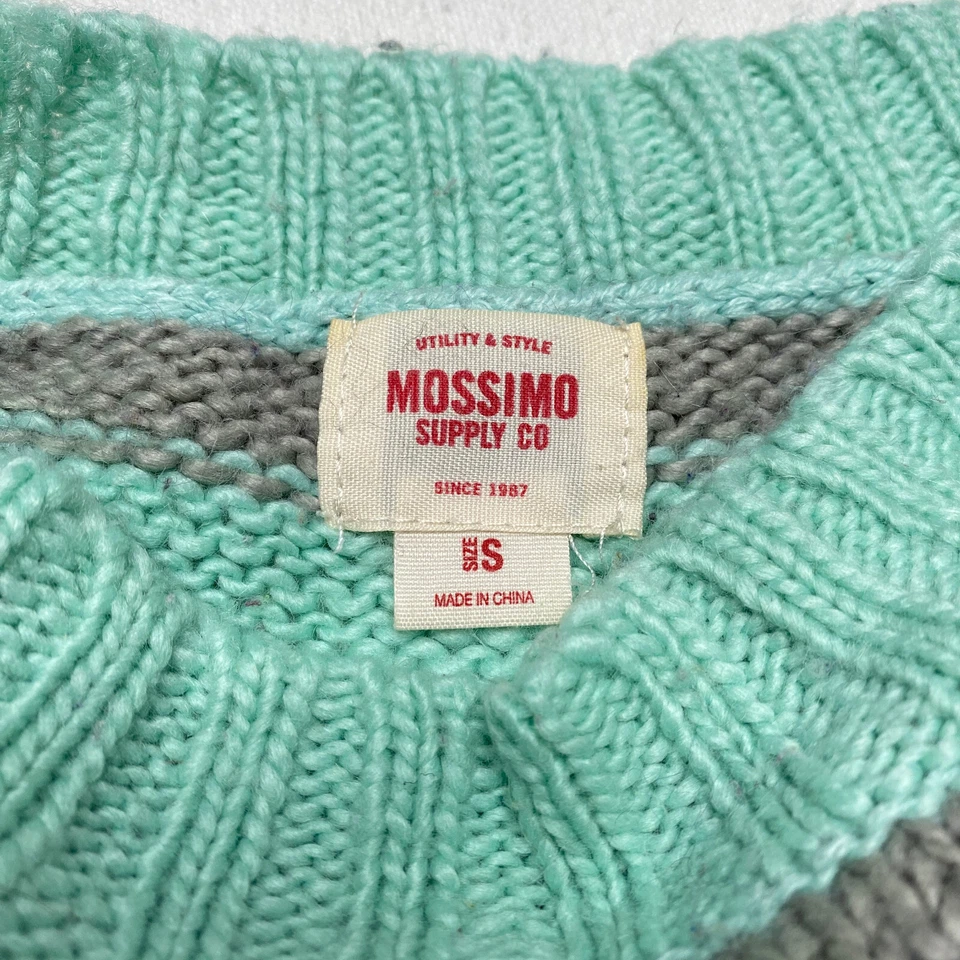 UTILITY & STYLE
MOSSIMO
SUPPLY CO
SINCE 1987
SIZE S
MADE IN CHINA